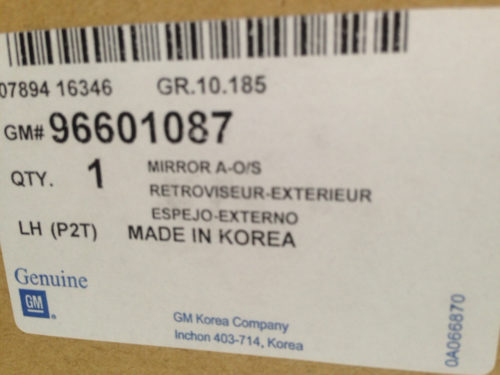 07894 16346 GR.10.185
GM# 96601087
QTY. 1 MIRROR A-O/S
RETROVISEUR-EXTERIEUR
ESPEJO-EXTERNO
LH (P2T) MADE IN KOREA
Genuine
GM
GM Korea Company
Inchon 403-714, Korea
0A066870